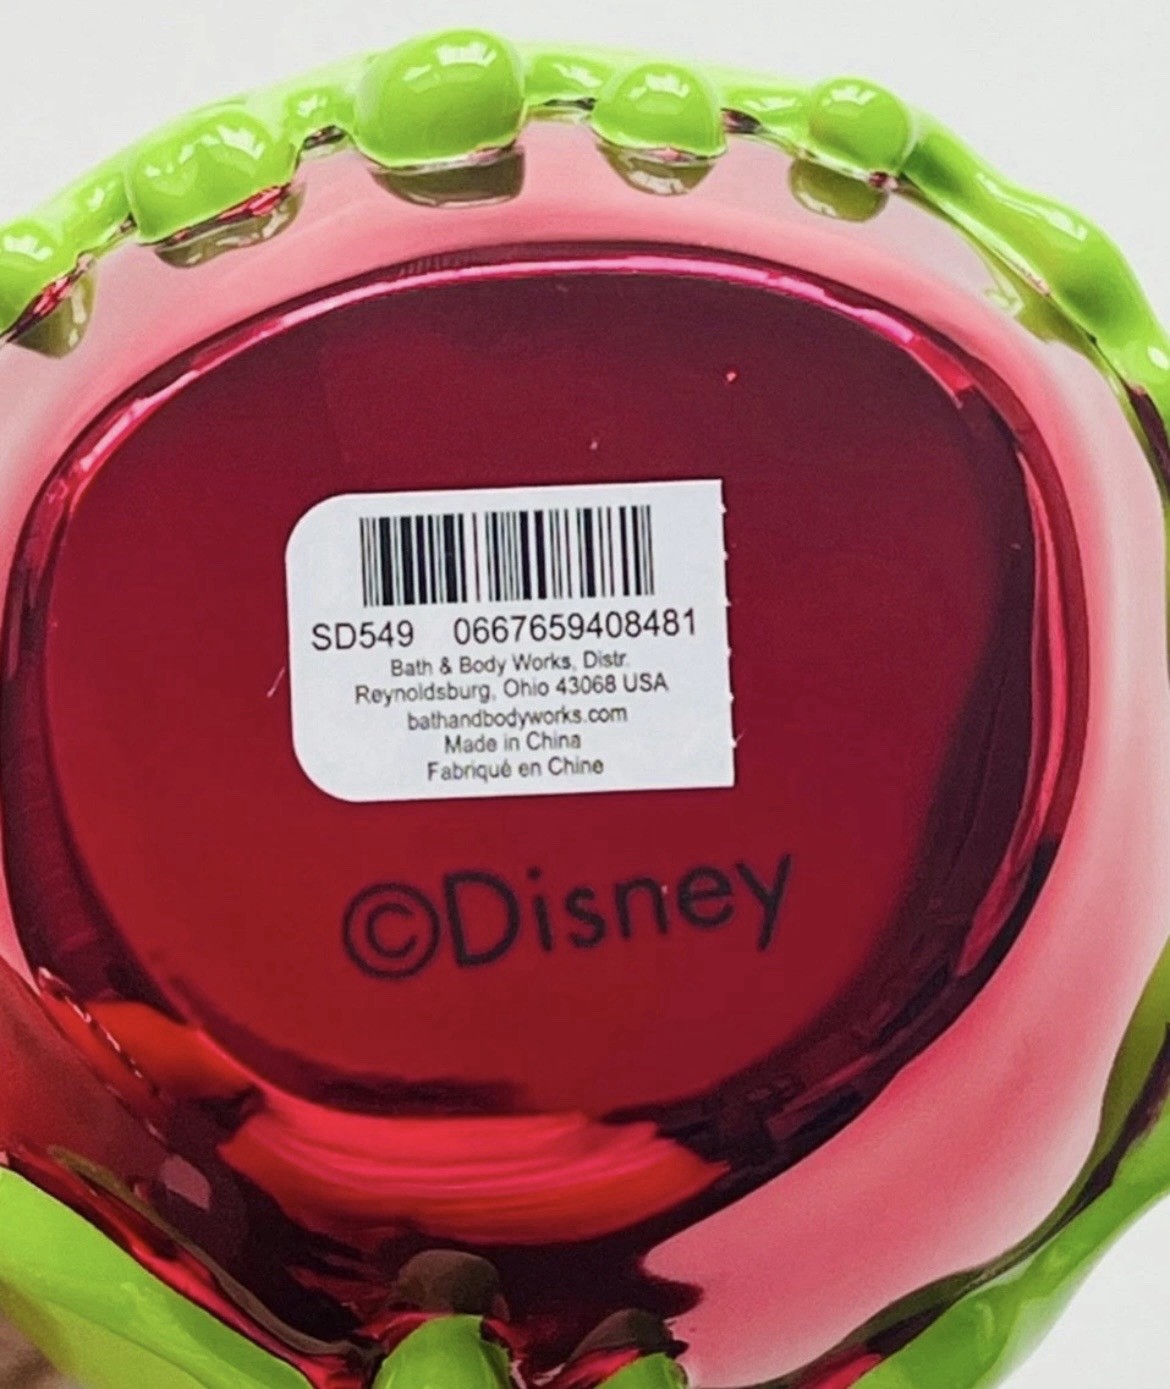 SD549 0667659408481
Bath & Body Works, Distr.
Reynoldsburg, Ohio 43068 USA
bathandbodyworks.com
Made in China
Fabriqué en Chine
©Disney